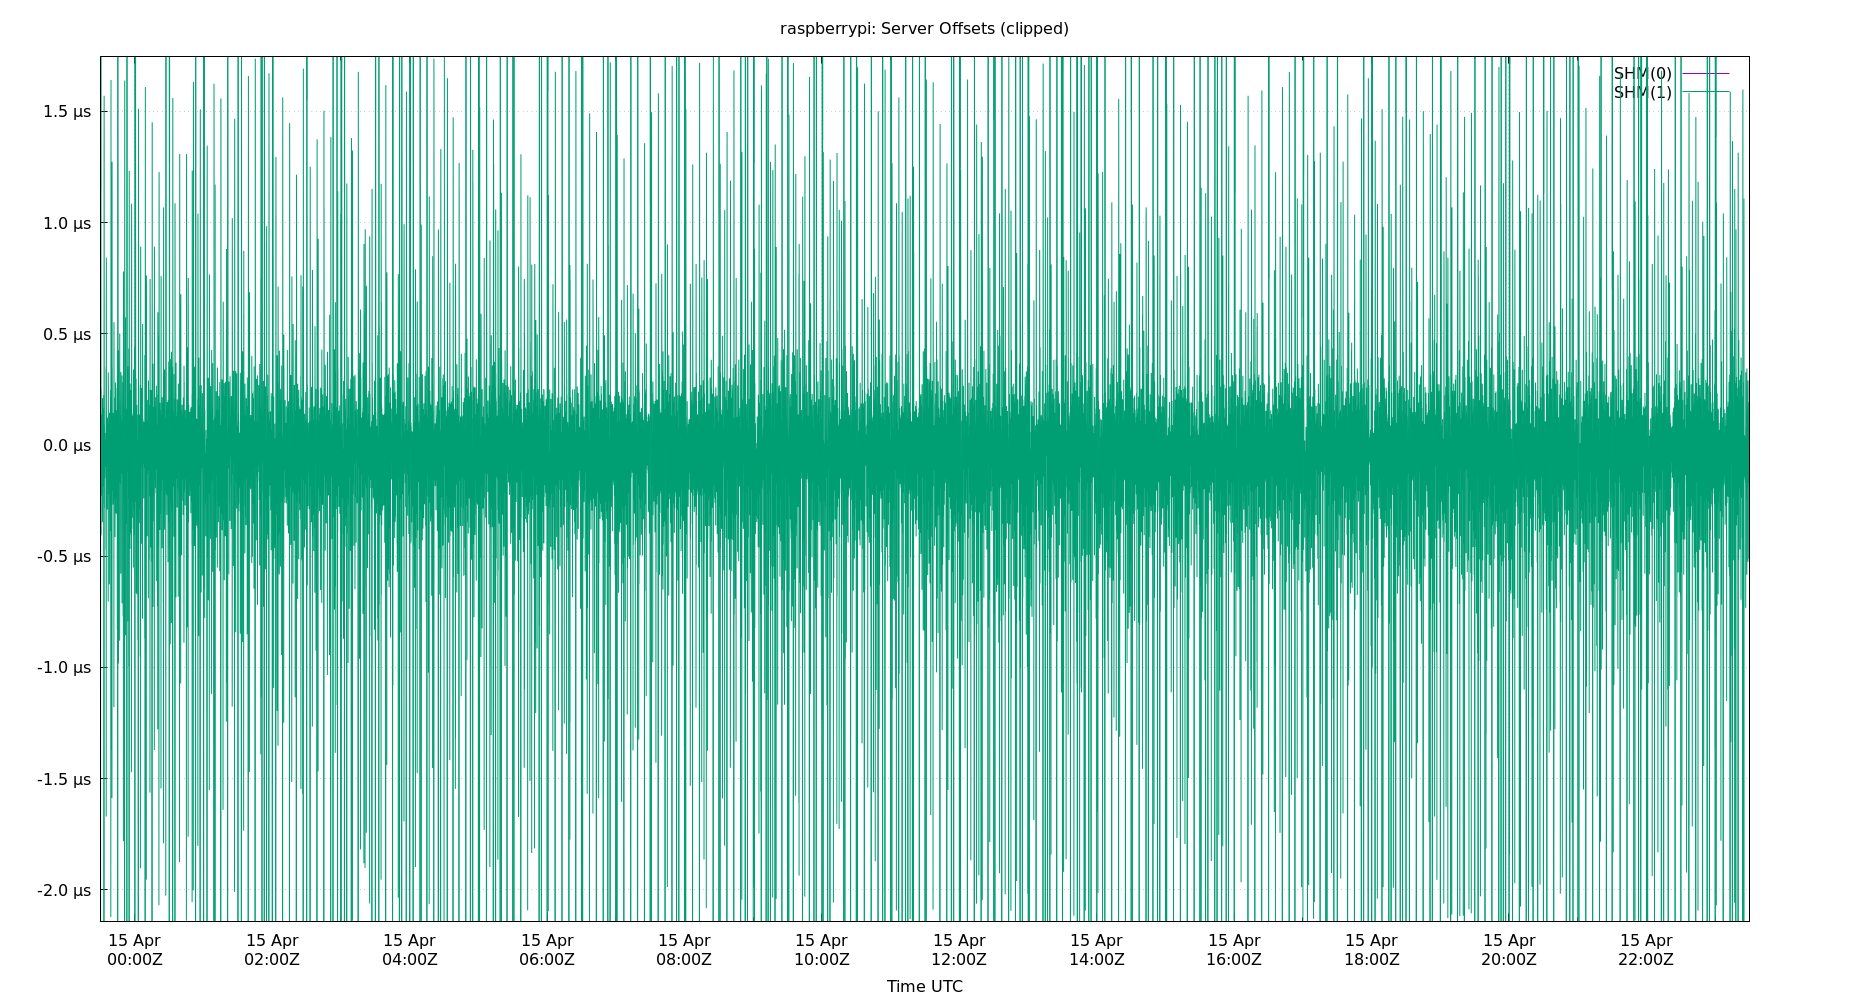 raspberrypi: Server Offsets (clipped)
SHM(0)
SHM(1)
1.5 µs
1.0 µs
0.5 µs
0.0 µs
-0.5 µs
-1.0 µs
-1.5 µs
-2.0 µs
15 Apr 15 Apr 15 Apr 15 Apr 15 Apr 15 Apr 15 Apr 15 Apr 15 Apr 15 Apr 15 Apr 15 Apr
00:00Z 02:00Z 04:00Z 06:00Z 08:00Z 10:00Z 12:00Z 14:00Z 16:00Z 18:00Z 20:00Z 22:00Z
Time UTC